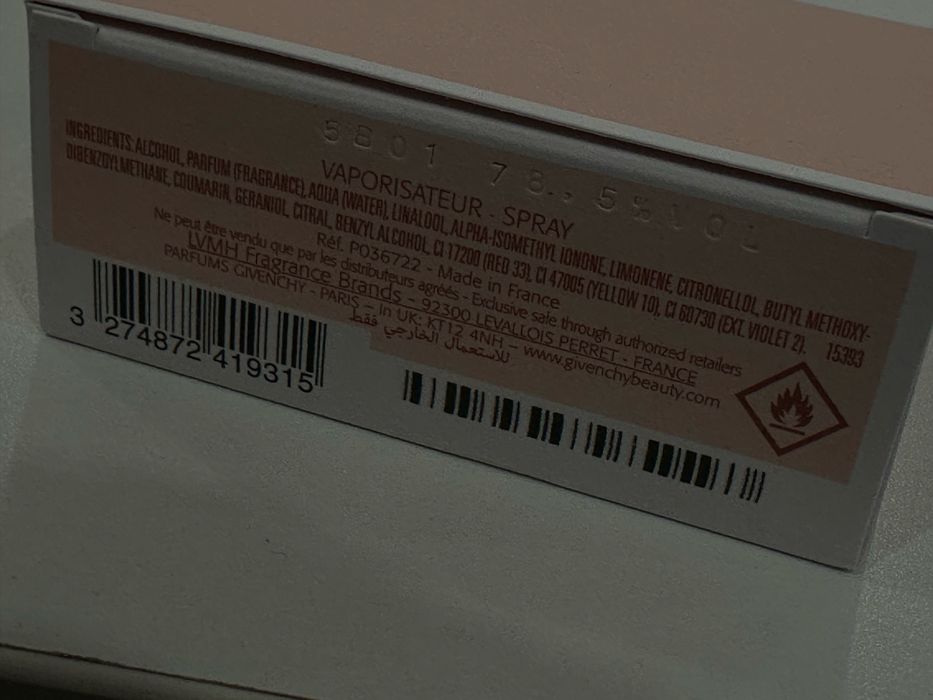 5B01 78.5%VOL
VAPORISATEUR - SPRAY
INGREDIENTS: ALCOHOL, PARFUM (FRAGRANCE), AQUA (WATER), LINALOOL, ALPHA-ISOMETHYL IONONE, LIMONENE, CITRONELLOL, BUTYL METHOXY-
DIBENZOYLMETHANE, COUMARIN, GERANIOL, CITRAL, BENZYL ALCOHOL, CI 17200 (RED 33), CI 47005 (YELLOW 10), CI 60730 (EXT. VIOLET 2). 15393
Réf. P036722 - Made in France
Ne peut être vendu que par les distributeurs agréés - Exclusive sale through authorized retailers
LVMH Fragrance Brands - 92300 LEVALLOIS PERRET - FRANCE
PARFUMS GIVENCHY - PARIS - In UK: KT12 4NH - www.givenchybeauty.com
للاستعمال الخارجي فقط
3 274872 419315